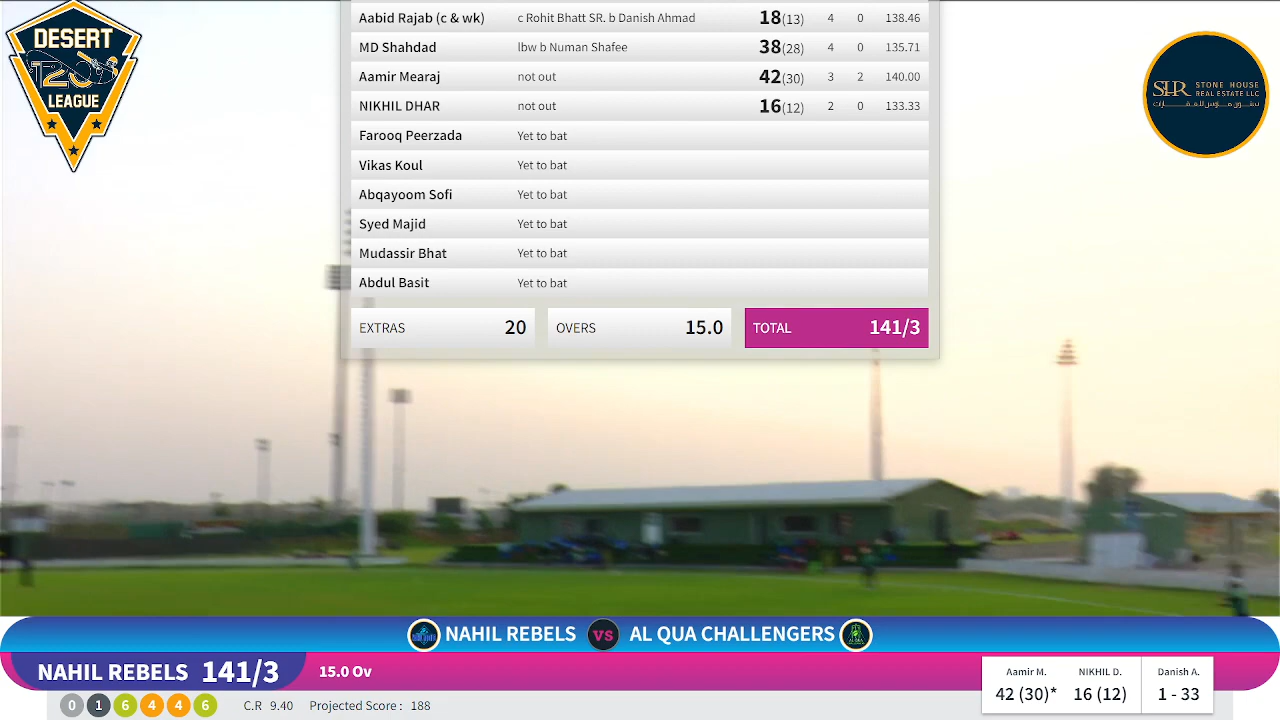 DESERT
T20
LEAGUE
SHR STONE HOUSE
REAL ESTATE LLC
Aabid Rajab (c & wk) c Rohit Bhatt SR. b Danish Ahmad 18(13) 4 0 138.46
MD Shahdad lbw b Numan Shafee 38(28) 4 0 135.71
Aamir Mearaj not out 42(30) 3 2 140.00
NIKHIL DHAR not out 16(12) 2 0 133.33
Farooq Peerzada Yet to bat
Vikas Koul Yet to bat
Abqayoom Sofi Yet to bat
Syed Majid Yet to bat
Mudassir Bhat Yet to bat
Abdul Basit Yet to bat
EXTRAS 20 OVERS 15.0 TOTAL 141/3
NAHIL REBELS VS AL QUA CHALLENGERS
NAHIL REBELS 141/3 15.0 Ov
Aamir M. NIKHIL D. Danish A.
42 (30)* 16 (12) 1 - 33
0 1 6 4 4 6 C.R 9.40 Projected Score : 188